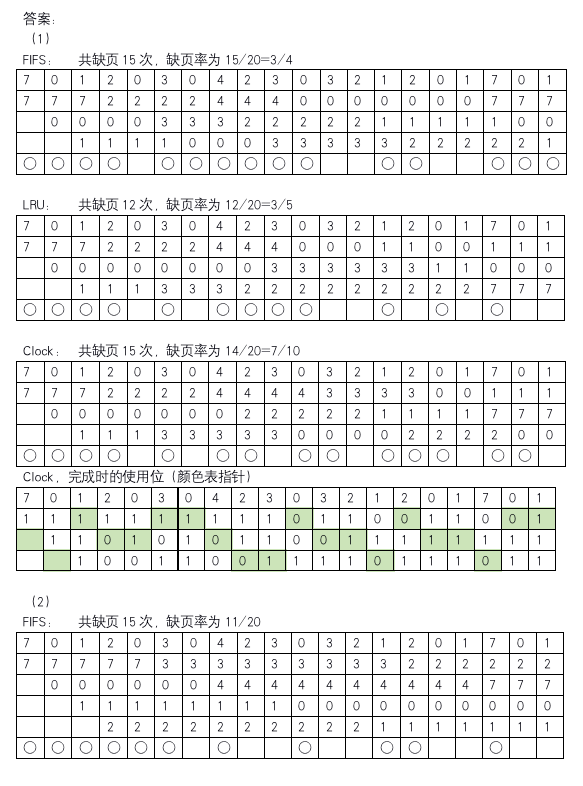 答案：
（1）
FIFS： 共缺页 15 次，缺页率为 15/20=3/4
7 0 1 2 0 3 0 4 2 3 0 3 2 1 2 0 1 7 0 1
7 7 7 2 2 2 2 4 4 4 0 0 0 0 0 0 0 7 7 7
0 0 0 0 3 3 3 2 2 2 2 2 1 1 1 1 1 0 0
1 1 1 1 0 0 0 3 3 3 3 3 2 2 2 2 2 1
○ ○ ○ ○ ○ ○ ○ ○ ○ ○ ○ ○ ○ ○ ○
LRU： 共缺页 12 次，缺页率为 12/20=3/5
7 0 1 2 0 3 0 4 2 3 0 3 2 1 2 0 1 7 0 1
7 7 7 2 2 2 2 4 4 4 0 0 0 1 1 0 0 1 1 1
0 0 0 0 0 0 0 0 3 3 3 3 3 3 1 1 0 0 0
1 1 1 3 3 3 2 2 2 2 2 2 2 2 2 7 7 7
○ ○ ○ ○ ○ ○ ○ ○ ○ ○ ○ ○
Clock： 共缺页 15 次，缺页率为 14/20=7/10
7 0 1 2 0 3 0 4 2 3 0 3 2 1 2 0 1 7 0 1
7 7 7 2 2 2 2 4 4 4 4 3 3 3 3 0 0 1 1 1
0 0 0 0 0 0 0 2 2 2 2 2 1 1 1 1 7 7 7
1 1 1 3 3 3 3 3 0 0 0 0 2 2 2 2 0 0
○ ○ ○ ○ ○ ○ ○ ○ ○ ○ ○ ○ ○ ○
Clock，完成时的使用位（颜色表指针）
7 0 1 2 0 3 0 4 2 3 0 3 2 1 2 0 1 7 0 1
1 1 1 1 1 1 1 1 1 1 0 1 1 0 0 1 1 0 0 1
1 1 0 1 0 1 0 1 1 0 0 1 1 1 1 1 1 1 1
1 0 0 1 1 0 0 1 1 1 1 0 1 1 1 0 1 1
（2）
FIFS： 共缺页 15 次，缺页率为 11/20
7 0 1 2 0 3 0 4 2 3 0 3 2 1 2 0 1 7 0 1
7 7 7 7 7 3 3 3 3 3 3 3 3 3 2 2 2 2 2 2
0 0 0 0 0 0 4 4 4 4 4 4 4 4 4 4 7 7 7
1 1 1 1 1 1 1 1 0 0 0 0 0 0 0 0 0 0
2 2 2 2 2 2 2 2 2 2 1 1 1 1 1 1 1
○ ○ ○ ○ ○ ○ ○ ○ ○ ○ ○